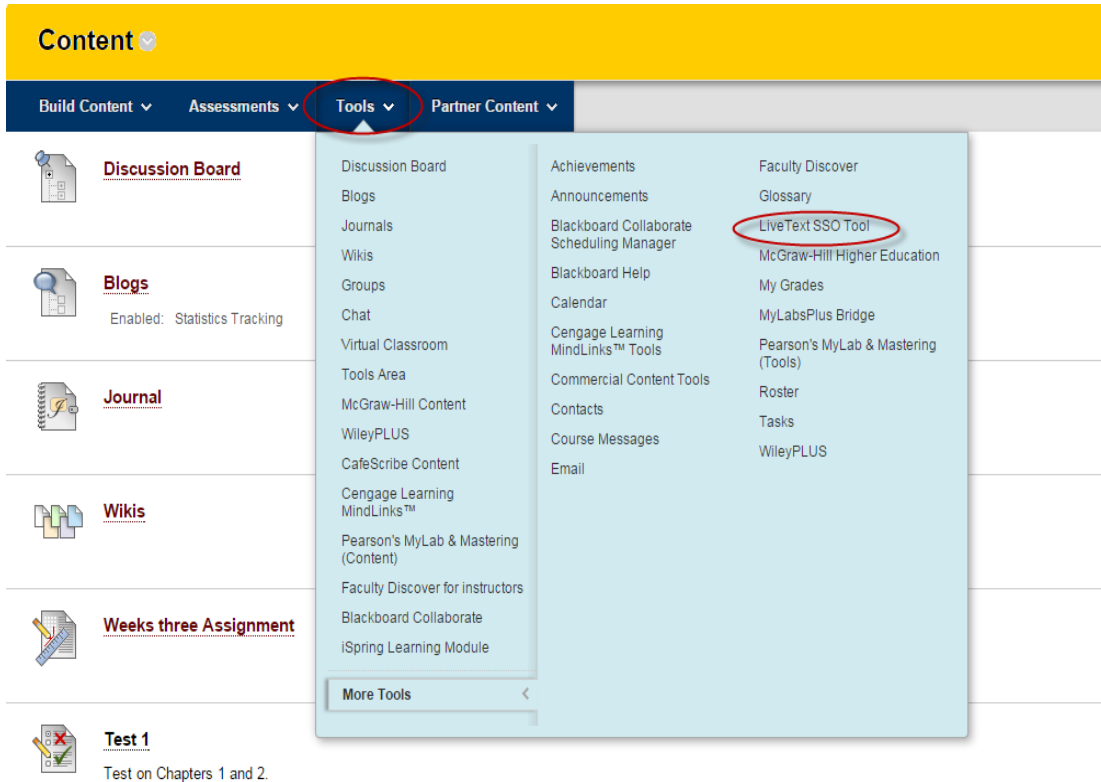 Content
Build Content
Assessments
Tools
Partner Content
Discussion Board
Blogs
Enabled: Statistics Tracking
Journal
Wikis
Weeks three Assignment
Test 1
Test on Chapters 1 and 2.
Discussion Board
Blogs
Journals
Wikis
Groups
Chat
Virtual Classroom
Tools Area
McGraw-Hill Content
WileyPLUS
CafeScribe Content
Cengage Learning
MindLinks™
Pearson's MyLab & Mastering
(Content)
Faculty Discover for instructors
Blackboard Collaborate
iSpring Learning Module
More Tools
Achievements
Announcements
Blackboard Collaborate
Scheduling Manager
Blackboard Help
Calendar
Cengage Learning
MindLinks™ Tools
Commercial Content Tools
Contacts
Course Messages
Email
Faculty Discover
Glossary
LiveText SSO Tool
McGraw-Hill Higher Education
My Grades
MyLabsPlus Bridge
Pearson's MyLab & Mastering
(Tools)
Roster
Tasks
WileyPLUS